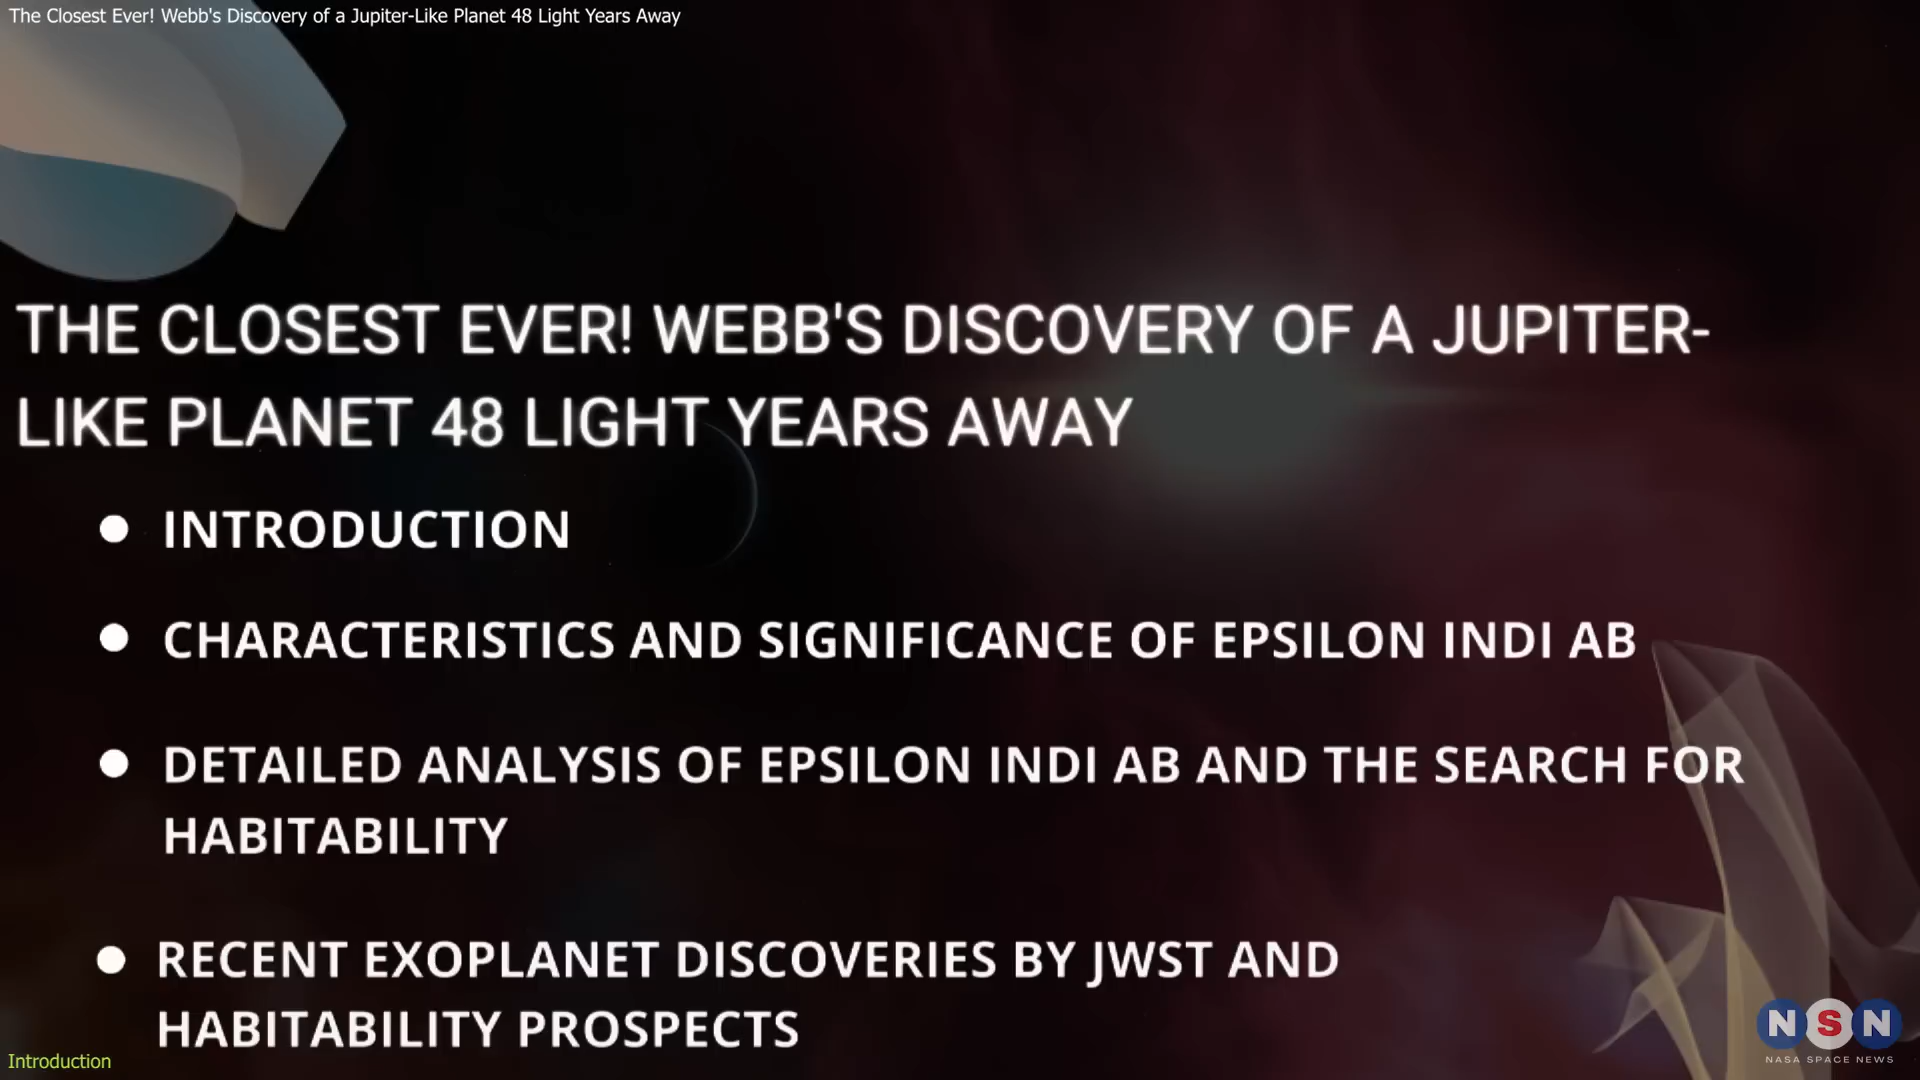 The Closest Ever! Webb's Discovery of a Jupiter-Like Planet 48 Light Years Away
THE CLOSEST EVER! WEBB'S DISCOVERY OF A JUPITER-
LIKE PLANET 48 LIGHT YEARS AWAY
● INTRODUCTION
● CHARACTERISTICS AND SIGNIFICANCE OF EPSILON INDI AB
● DETAILED ANALYSIS OF EPSILON INDI AB AND THE SEARCH FOR
HABITABILITY
● RECENT EXOPLANET DISCOVERIES BY JWST AND
HABITABILITY PROSPECTS
Introduction
NSN
NASA SPACE NEWS